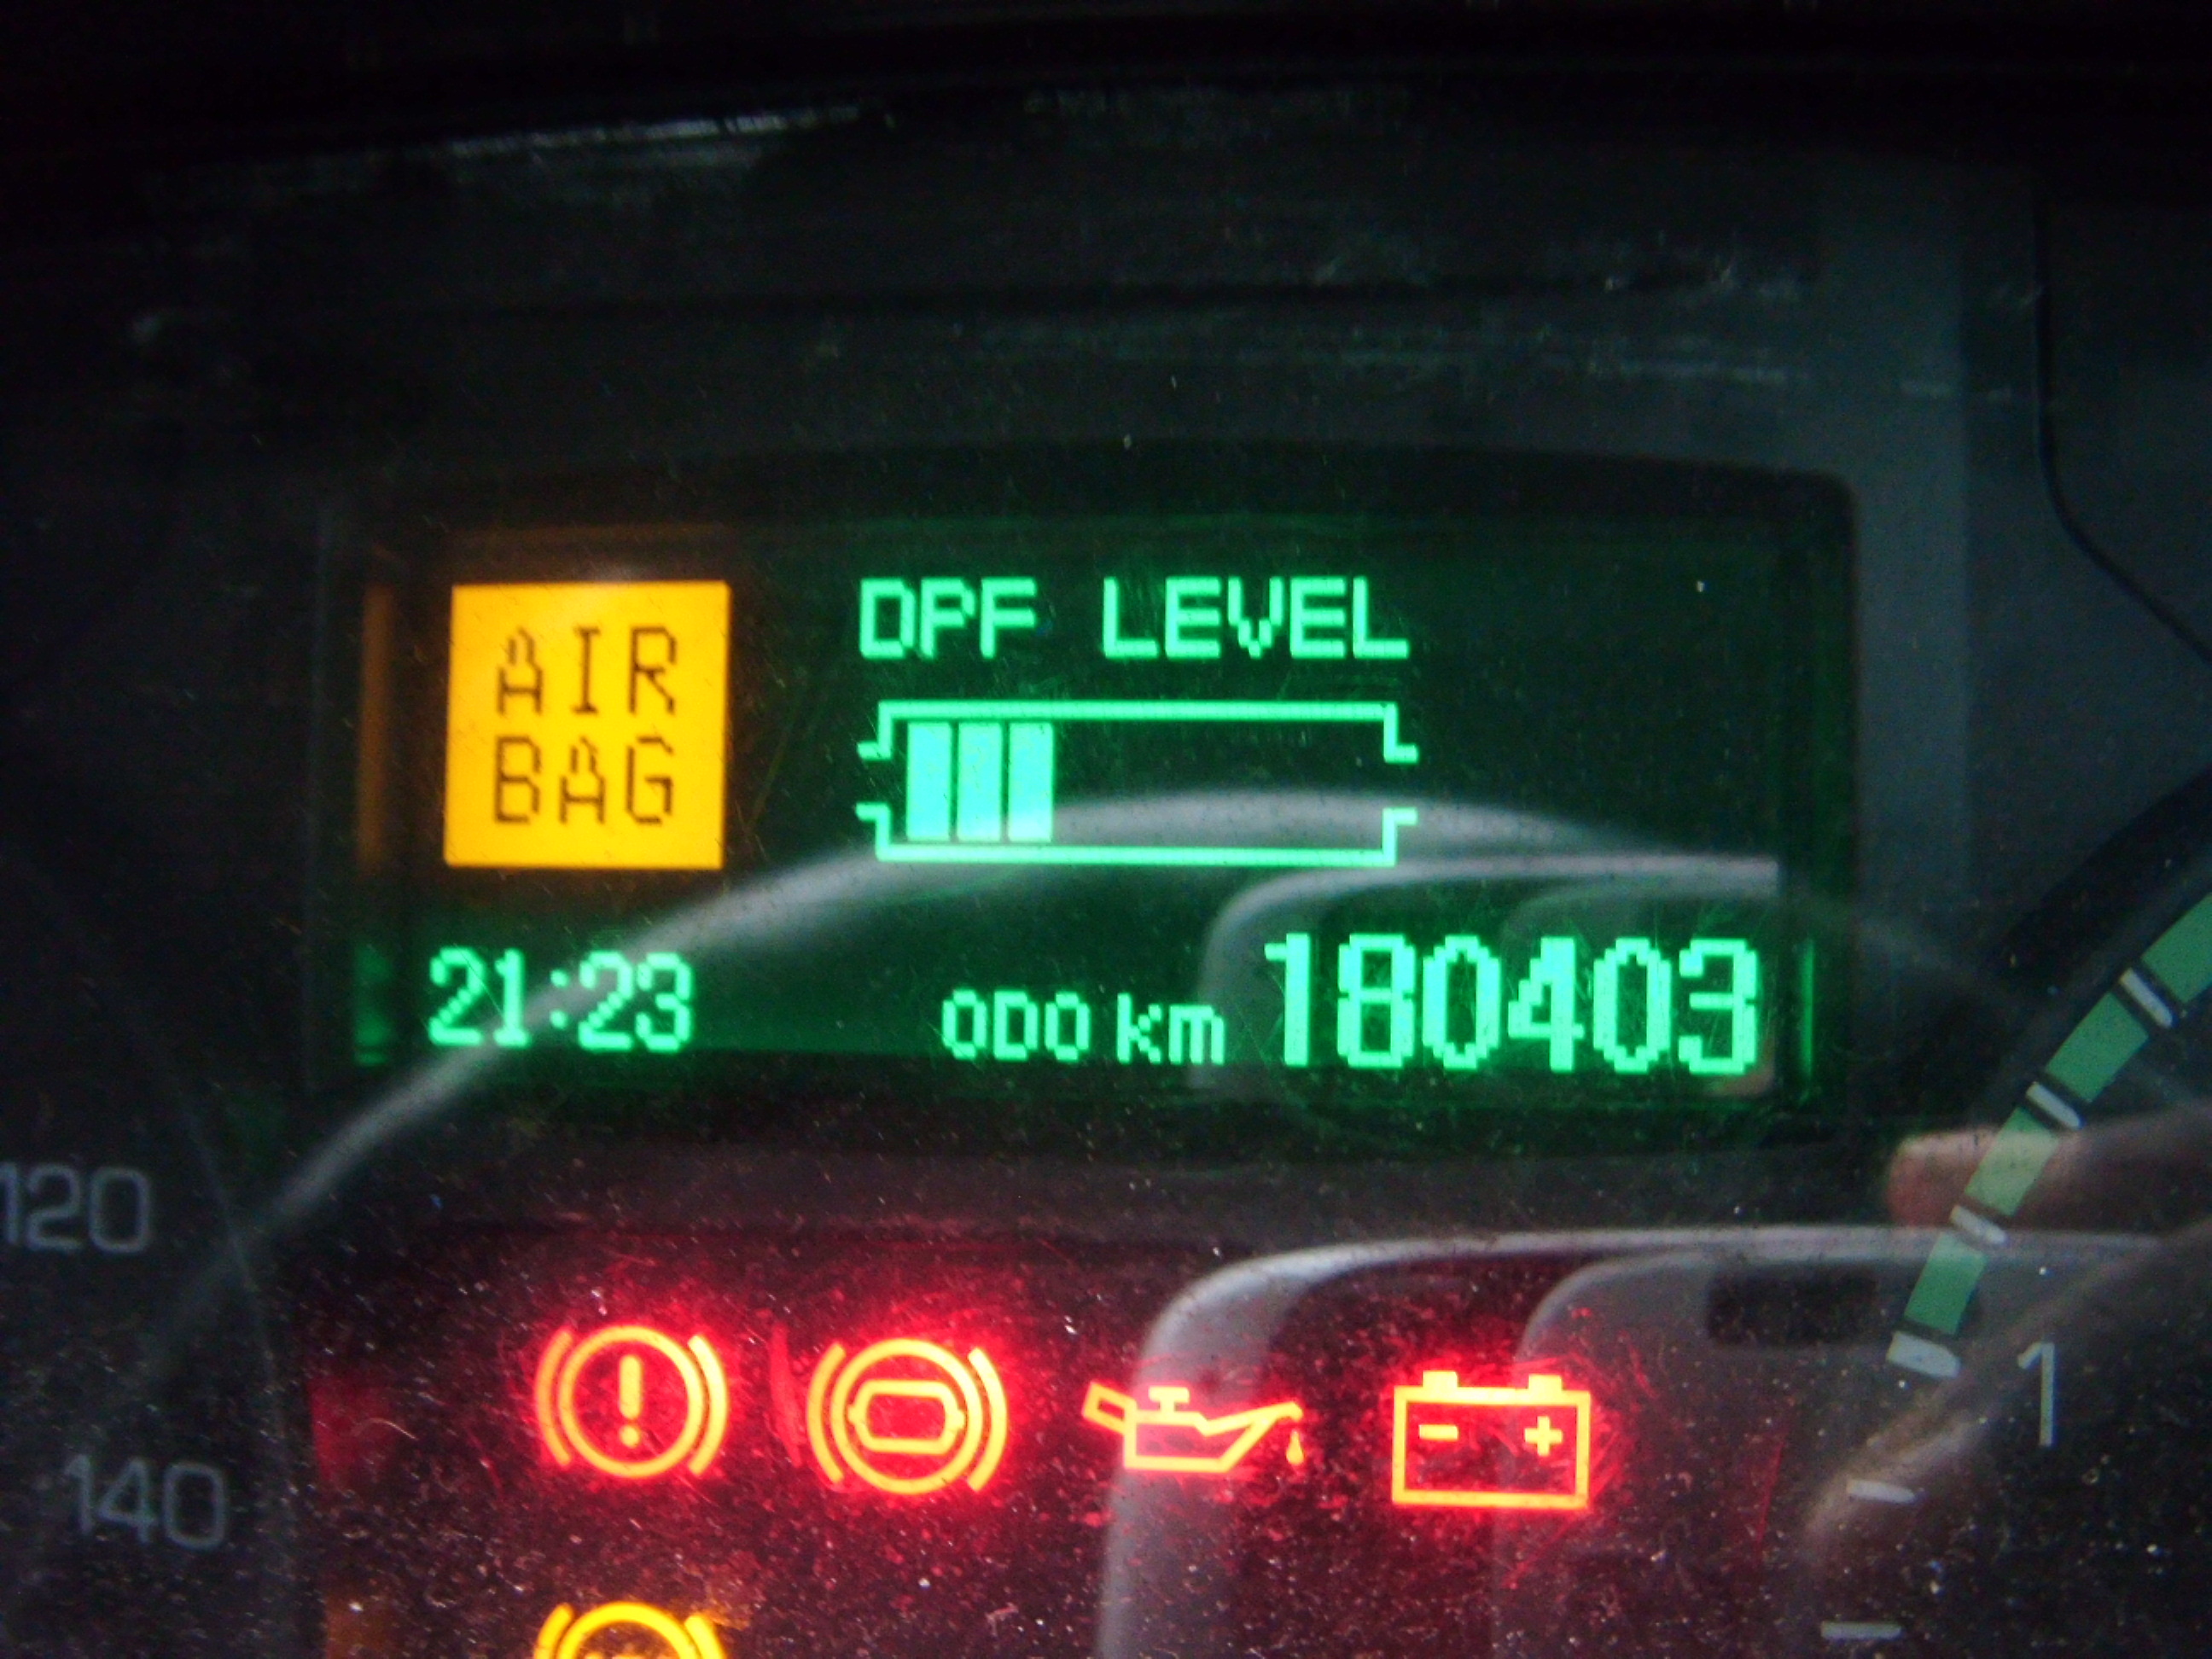 AIR
BAG
DPF LEVEL
21:23
ODO km 180403
120
140
1